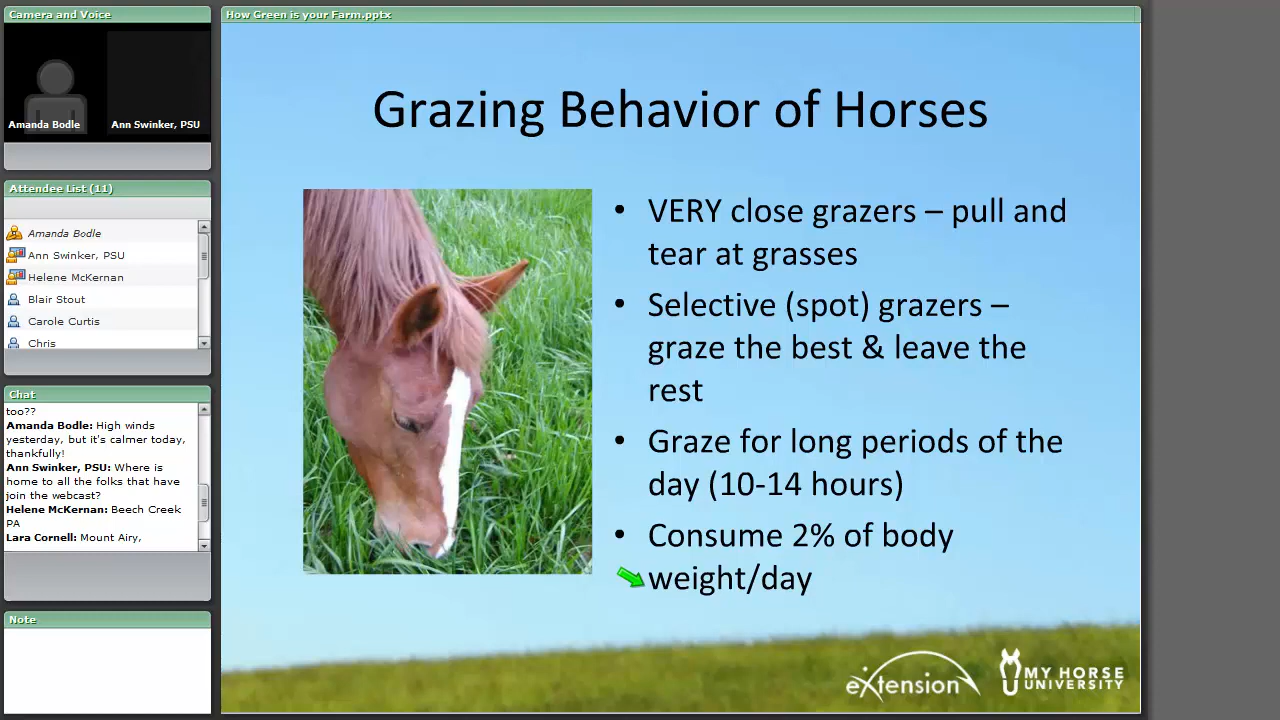 Camera and Voice
Amanda Bodle
Ann Swinker, PSU
Attendee List (11)
Amanda Bodle
Ann Swinker, PSU
Helene McKernan
Blair Stout
Carole Curtis
Chris
Chat
too??
Amanda Bodle: High winds
yesterday, but it's calmer today,
thankfully!
Ann Swinker, PSU: Where is
home to all the folks that have
join the webcast?
Helene McKernan: Beech Creek
PA
Lara Cornell: Mount Airy,
Note
How Green is your Farm.pptx
Grazing Behavior of Horses
• VERY close grazers – pull and
tear at grasses
• Selective (spot) grazers –
graze the best & leave the
rest
• Graze for long periods of the
day (10-14 hours)
• Consume 2% of body
weight/day
eXtension
MY HORSE
UNIVERSITY